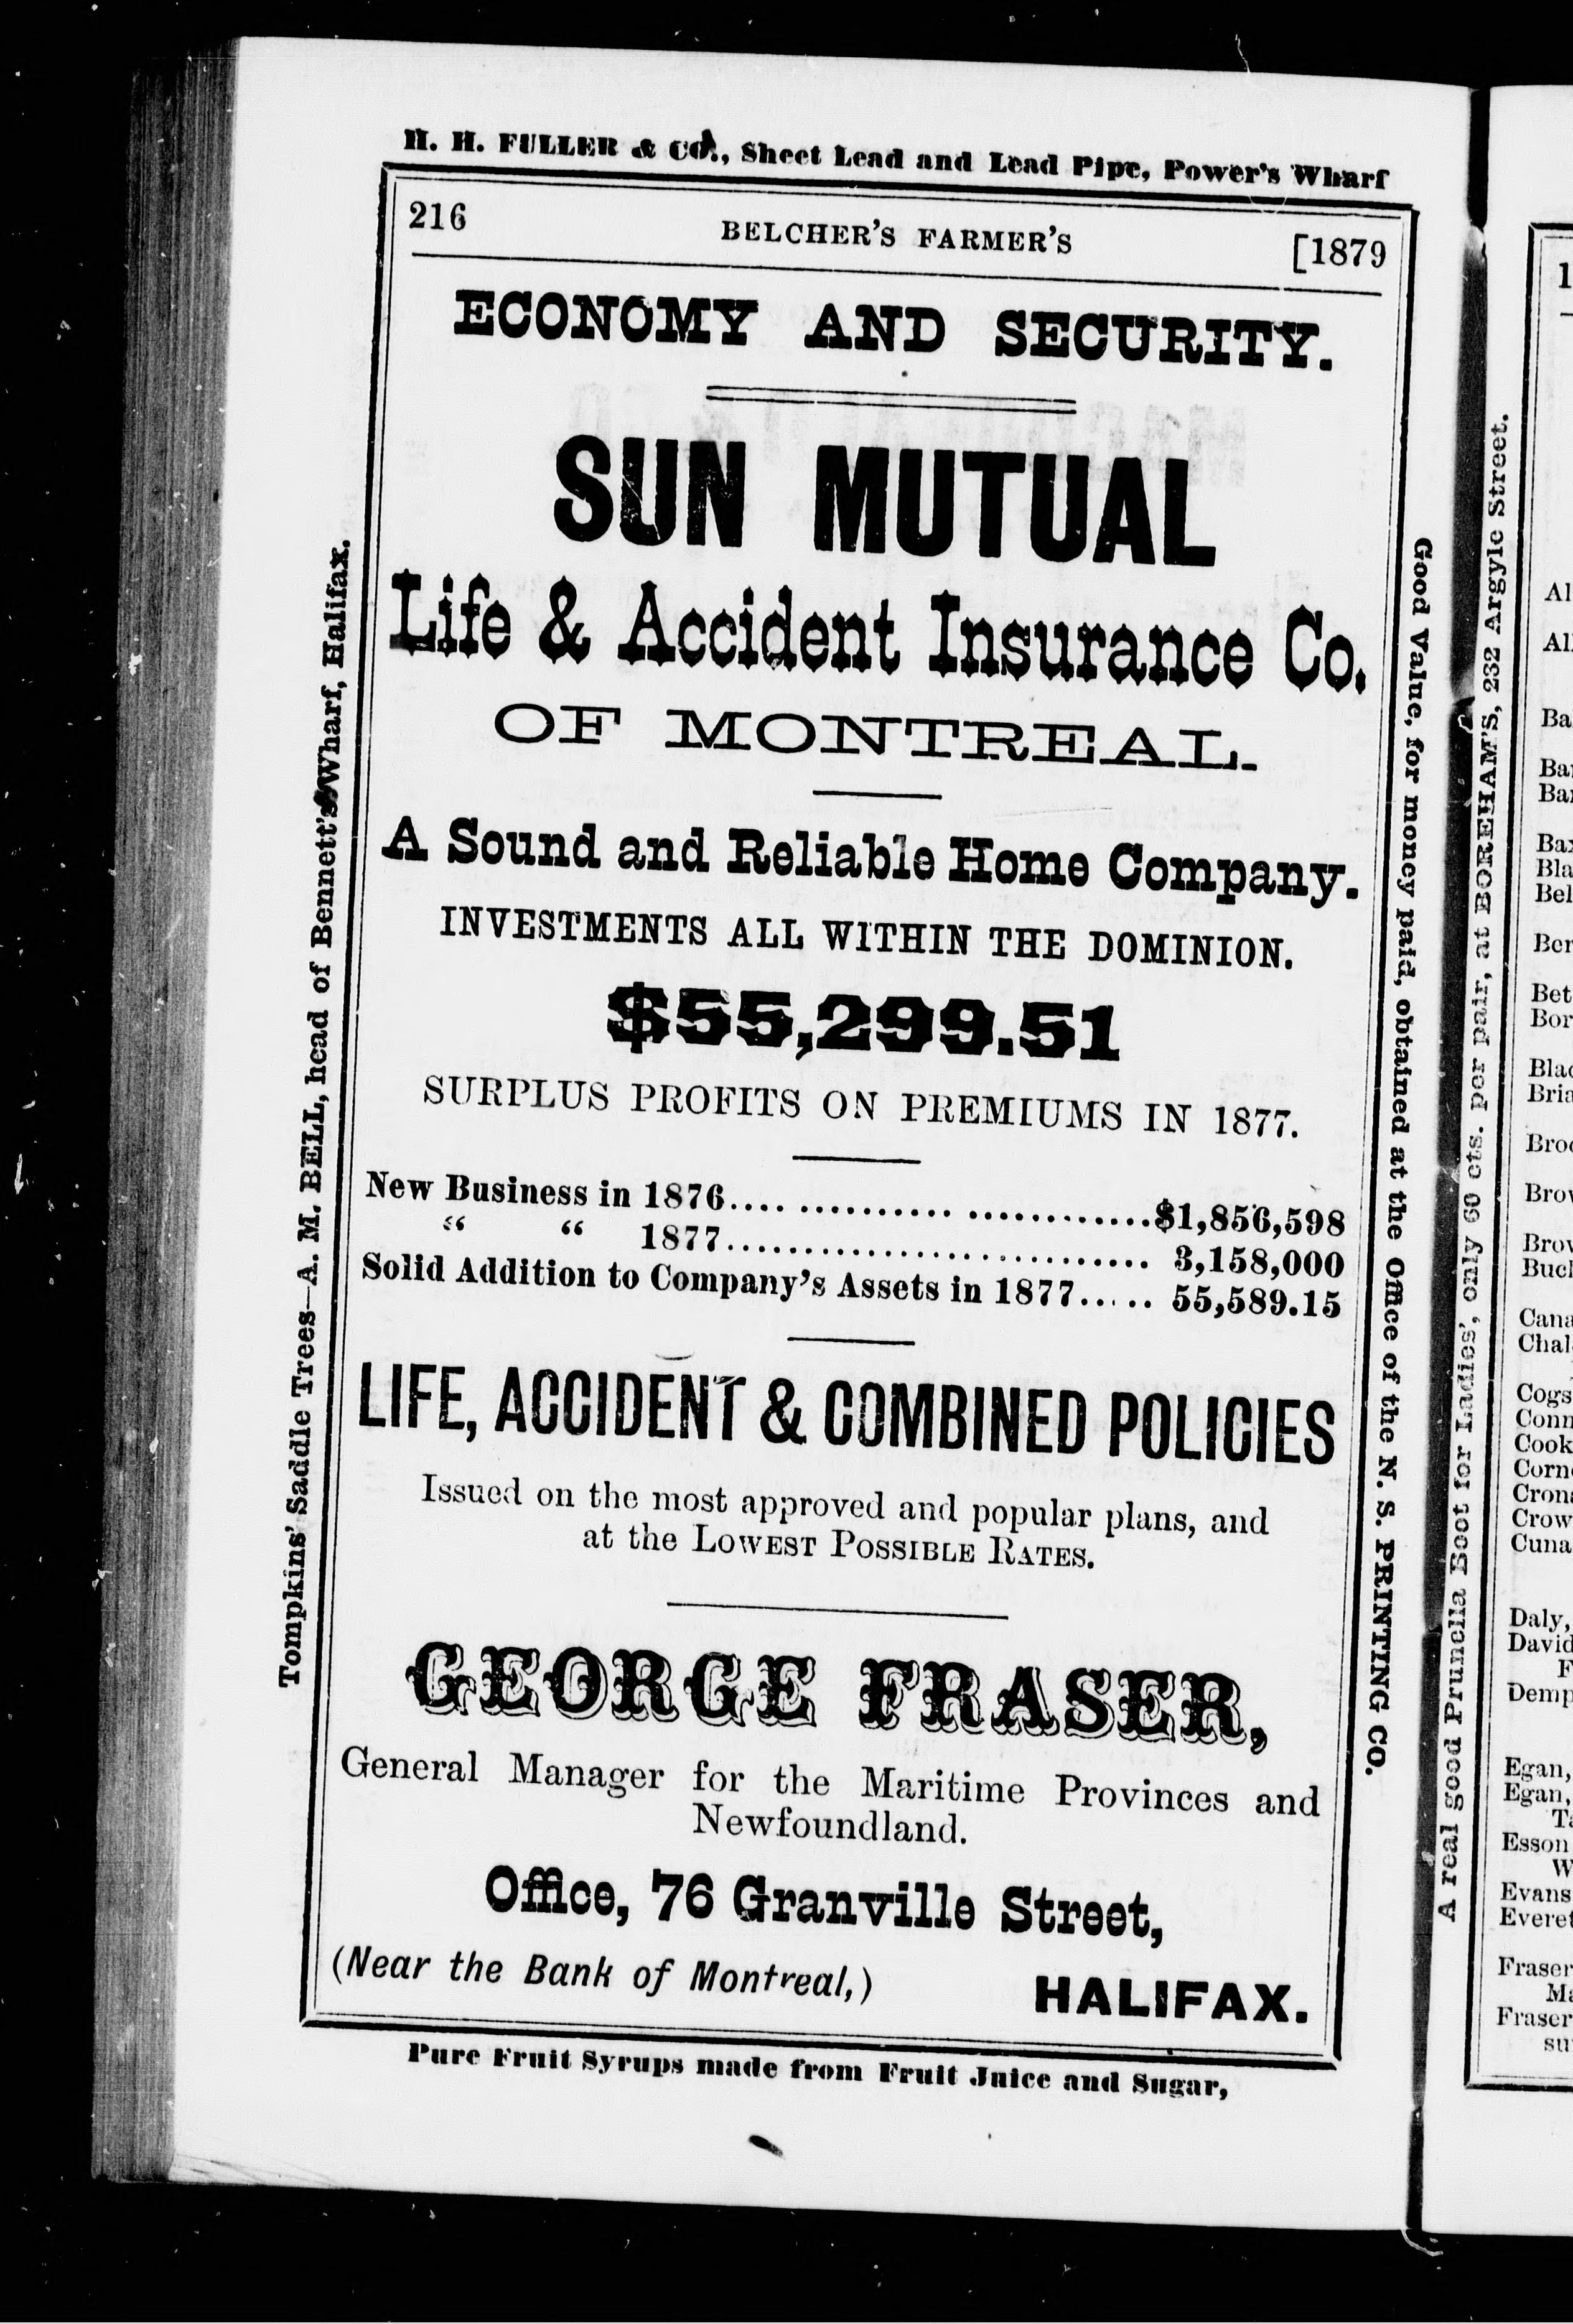 H. H. FULLER & CO., Sheet Lead and Lead Pipe, Power's Wharf
216 BELCHER'S FARMER'S [1879
ECONOMY AND SECURITY.
SUN MUTUAL
Life & Accident Insurance Co.
OF MONTREAL.
A Sound and Reliable Home Company.
INVESTMENTS ALL WITHIN THE DOMINION.
$55,299.51
SURPLUS PROFITS ON PREMIUMS IN 1877.
New Business in 1876.... ........... .............$1,856,598
“ “ 1877............................. 3,158,000
Solid Addition to Company's Assets in 1877..... 55,589.15
LIFE, ACCIDENT & COMBINED POLICIES
Issued on the most approved and popular plans, and
at the LOWEST POSSIBLE RATES.
GEORGE FRASER,
General Manager for the Maritime Provinces and
Newfoundland.
Office, 76 Granville Street,
(Near the Bank of Montreal,) HALIFAX.
Pure Fruit Syrups made from Fruit Juice and Sugar,
Tompkins' Saddle Trees—A. M. BELL, head of Bennett's Wharf, Halifax.
Good Value, for money paid, obtained at the Office of the N. S. PRINTING CO.
A real good Prunella Boot for Ladies', only 60 cts. per pair, at BOREHAM'S, 232 Argyle Street.
Daly,
Egan,
Egan,
Esson
Evans
Fraser
Fraser